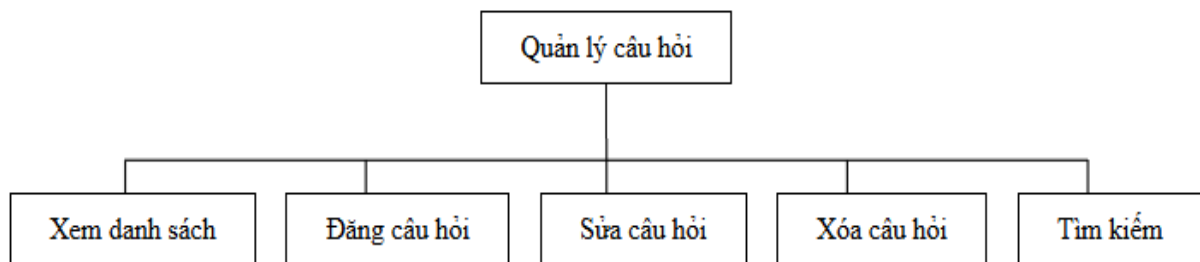 Quản lý câu hỏi
Xem danh sách
Đăng câu hỏi
Sửa câu hỏi
Xóa câu hỏi
Tìm kiếm